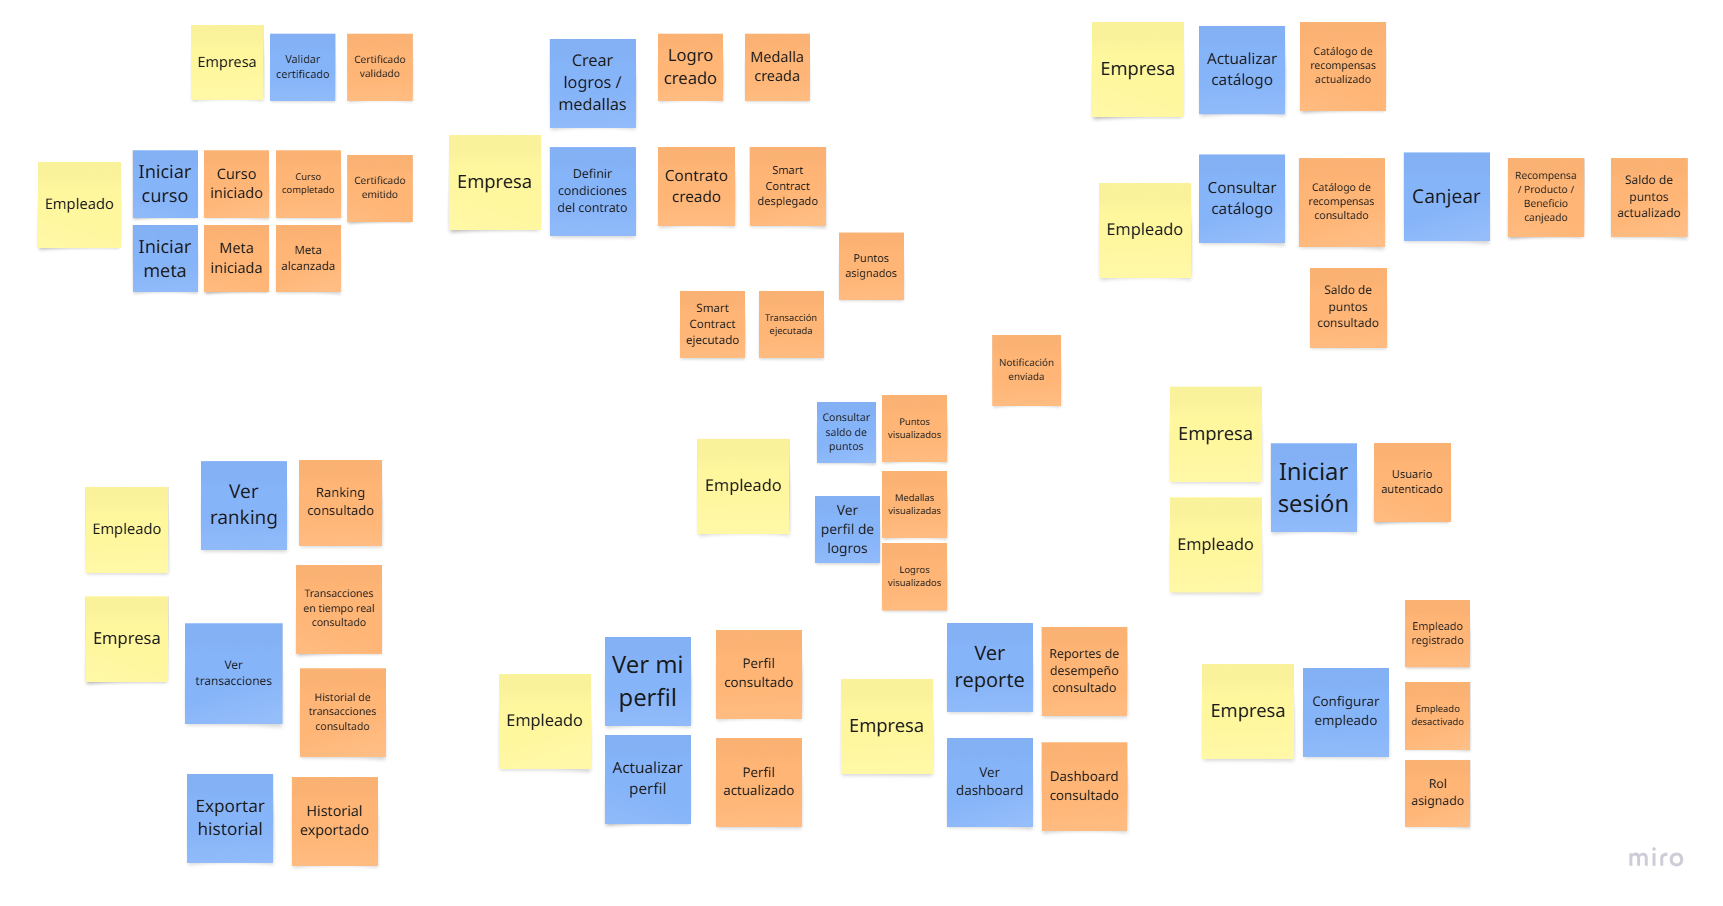 Empresa
Validar
certificado
Certificado
validado
Empleado
Iniciar
curso
Curso
iniciado
Curso
completado
Certificado
emitido
Iniciar
meta
Meta
iniciada
Meta
alcanzada
Crear
logros /
medallas
Logro
creado
Medalla
creada
Empresa
Definir
condiciones
del contrato
Contrato
creado
Smart
Contract
desplegado
Puntos
asignados
Smart
Contract
ejecutado
Transacción
ejecutada
Notificación
enviada
Empresa
Actualizar
catálogo
Catálogo de
recompensas
actualizado
Empleado
Consultar
catálogo
Catálogo de
recompensas
consultado
Canjear
Recompensa
/ Producto /
Beneficio
canjeado
Saldo de
puntos
actualizado
Saldo de
puntos
consultado
Empleado
Consultar
saldo de
puntos
Puntos
visualizados
Ver
perfil de
logros
Medallas
visualizadas
Logros
visualizados
Empresa
Empleado
Iniciar
sesión
Usuario
autenticado
Empleado
Ver
ranking
Ranking
consultado
Empresa
Ver
transacciones
Transacciones
en tiempo real
consultado
Historial de
transacciones
consultado
Exportar
historial
Historial
exportado
Empleado
Ver mi
perfil
Perfil
consultado
Actualizar
perfil
Perfil
actualizado
Empresa
Ver
reporte
Reportes de
desempeño
consultado
Ver
dashboard
Dashboard
consultado
Empresa
Configurar
empleado
Empleado
registrado
Empleado
desactivado
Rol
asignado
miro